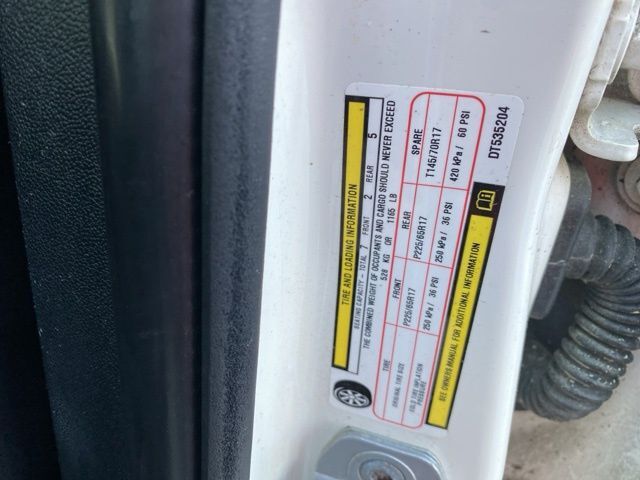 TIRE AND LOADING INFORMATION
SEATING CAPACITY - TOTAL 7 FRONT 2 REAR 5
THE COMBINED WEIGHT OF OCCUPANTS AND CARGO SHOULD NEVER EXCEED
528 KG OR 1165 LB
TIRE FRONT REAR SPARE
ORIGINAL TIRE SIZE P225/65R17 P225/65R17 T145/70R17
COLD TIRE INFLATION PRESSURE 250 kPa / 36 PSI 250 kPa / 36 PSI 420 kPa / 60 PSI
SEE OWNERS MANUAL FOR ADDITIONAL INFORMATION
DT535204